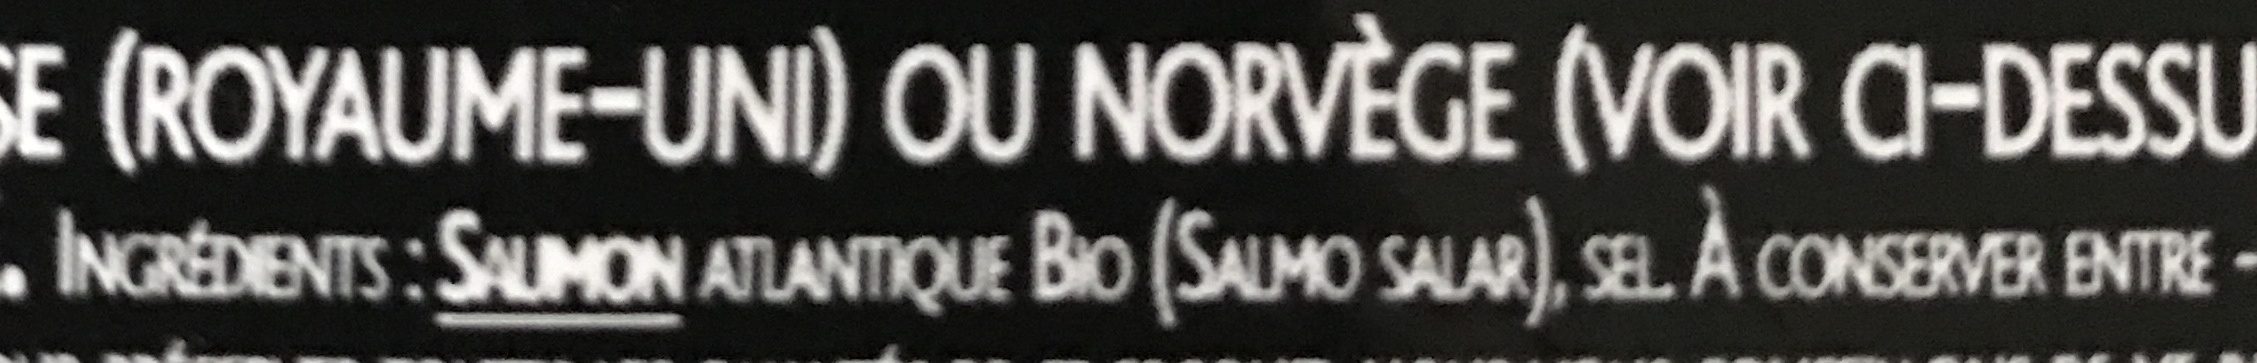 SE (ROYAUME-UNI) OU NORVÈGE (VOIR CI-DESSU
. INGRÉDIENTS : SAUMON ATLANTIQUE BIO (SALMO SALAR), SEL. À CONSERVER ENTRE -